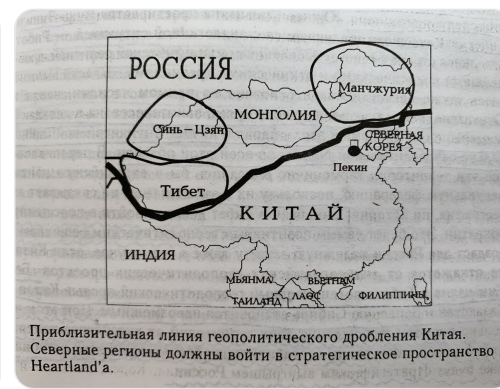 РОССИЯ
Манчжурия
МОНГОЛИЯ
Синь – Цзян
СЕВЕРНАЯ
КОРЕЯ
Пекин
Тибет
КИТАЙ
ИНДИЯ
МЬЯНМА
ВЬЕТНАМ
ТАИЛАНД
ЛАОС
ФИЛИППИНЫ
Приблизительная линия геополитического дробления Китая.
Северные регионы должны войти в стратегическое пространство
Heartland'а.